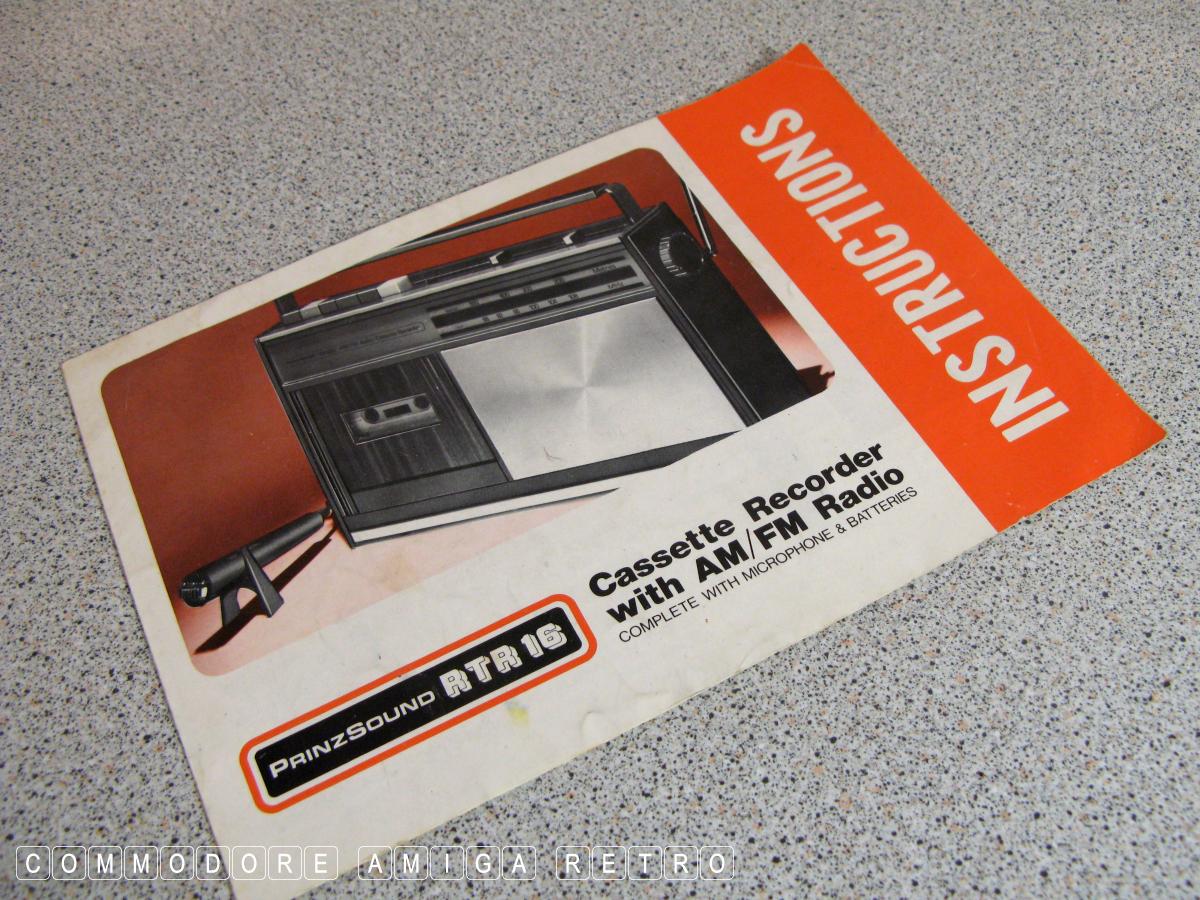 INSTRUCTIONS
Cassette Recorder
with AM/FM Radio
COMPLETE WITH MICROPHONE & BATTERIES
PRINZSOUND RTR 16
COMMODORE AMIGA RETRO